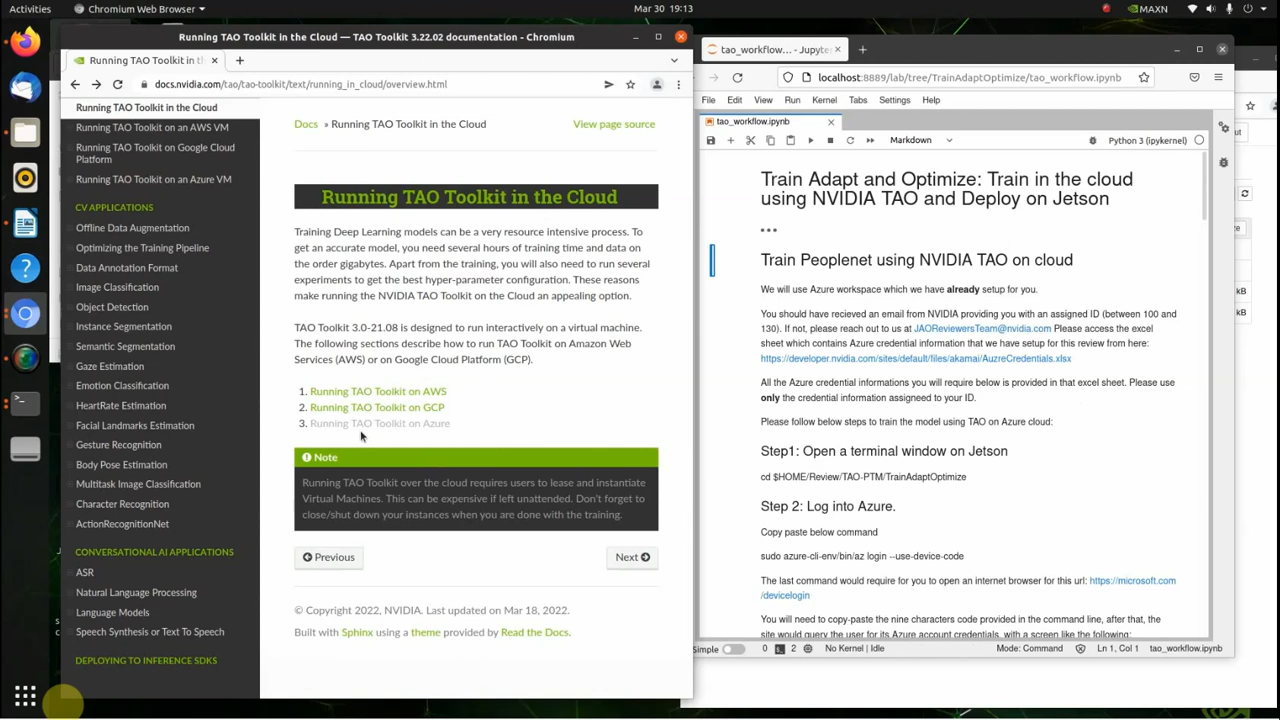 Activities
Chromium Web Browser
Mar 30 19:13
MAXN
Running TAO Toolkit in the Cloud — TAO Toolkit 3.22.02 documentation - Chromium
Running TAO Toolkit in th
docs.nvidia.com/tao/tao-toolkit/text/running_in_cloud/overview.html
Running TAO Toolkit in the Cloud
Running TAO Toolkit on an AWS VM
Running TAO Toolkit on Google Cloud
Platform
Running TAO Toolkit on an Azure VM
CV APPLICATIONS
Offline Data Augmentation
Optimizing the Training Pipeline
Data Annotation Format
Image Classification
Object Detection
Instance Segmentation
Semantic Segmentation
Gaze Estimation
Emotion Classification
HeartRate Estimation
Facial Landmarks Estimation
Gesture Recognition
Body Pose Estimation
Multitask Image Classification
Character Recognition
ActionRecognitionNet
CONVERSATIONAL AI APPLICATIONS
ASR
Natural Language Processing
Language Models
Speech Synthesis or Text To Speech
DEPLOYING TO INFERENCE SDKS
Docs » Running TAO Toolkit in the Cloud
View page source
Running TAO Toolkit in the Cloud
Training Deep Learning models can be a very resource intensive process. To
get an accurate model, you need several hours of training time and data on
the order gigabytes. Apart from the training, you will also need to run several
experiments to get the best hyper-parameter configuration. These reasons
make running the NVIDIA TAO Toolkit on the Cloud an appealing option.
TAO Toolkit 3.0-21.08 is designed to run interactively on a virtual machine.
The following sections describe how to run TAO Toolkit on Amazon Web
Services (AWS) or on Google Cloud Platform (GCP).
1. Running TAO Toolkit on AWS
2. Running TAO Toolkit on GCP
3. Running TAO Toolkit on Azure
Note
Running TAO Toolkit over the cloud requires users to lease and instantiate
Virtual Machines. This can be expensive if left unattended. Don't forget to
close/shut down your instances when you are done with the training.
Previous
Next
© Copyright 2022, NVIDIA. Last updated on Mar 18, 2022.
Built with Sphinx using a theme provided by Read the Docs.
tao_workflow... - Jupyte
localhost:8889/lab/tree/TrainAdaptOptimize/tao_workflow.ipynb
File Edit View Run Kernel Tabs Settings Help
tao_workflow.ipynb
Markdown
Python 3 (ipykernel)
Train Adapt and Optimize: Train in the cloud
using NVIDIA TAO and Deploy on Jetson
•••
Train Peoplenet using NVIDIA TAO on cloud
We will use Azure workspace which we have already setup for you.
You should have recieved an email from NVIDIA providing you with an assigned ID (between 100 and
130). If not, please reach out to us at JAOReviewersTeam@nvidia.com Please access the excel
sheet which contains Azure credential information that we have setup for this review from here:
https://developer.nvidia.com/sites/default/files/akamai/AuzreCredentials.xlsx
All the Azure credential informations you will require below is provided in that excel sheet. Please use
only the credential information assigneed to your ID.
Please follow below steps to train the model using TAO on Azure cloud:
Step1: Open a terminal window on Jetson
cd $HOME/Review/TAO-PTM/TrainAdaptOptimize
Step 2: Log into Azure.
Copy paste below command
sudo azure-cli-env/bin/az login --use-device-code
The last command would require for you to open an internet browser for this url: https://microsoft.com
/devicelogin
You will need to copy-paste the nine characters code provided in the command line, after that, the
site would query the user for its Azure account credentials, with a screen like the following:
Simple 0 2 No Kernel | Idle
Mode: Command
Ln 1, Col 1
tao_workflow.ipynb
kB
kB